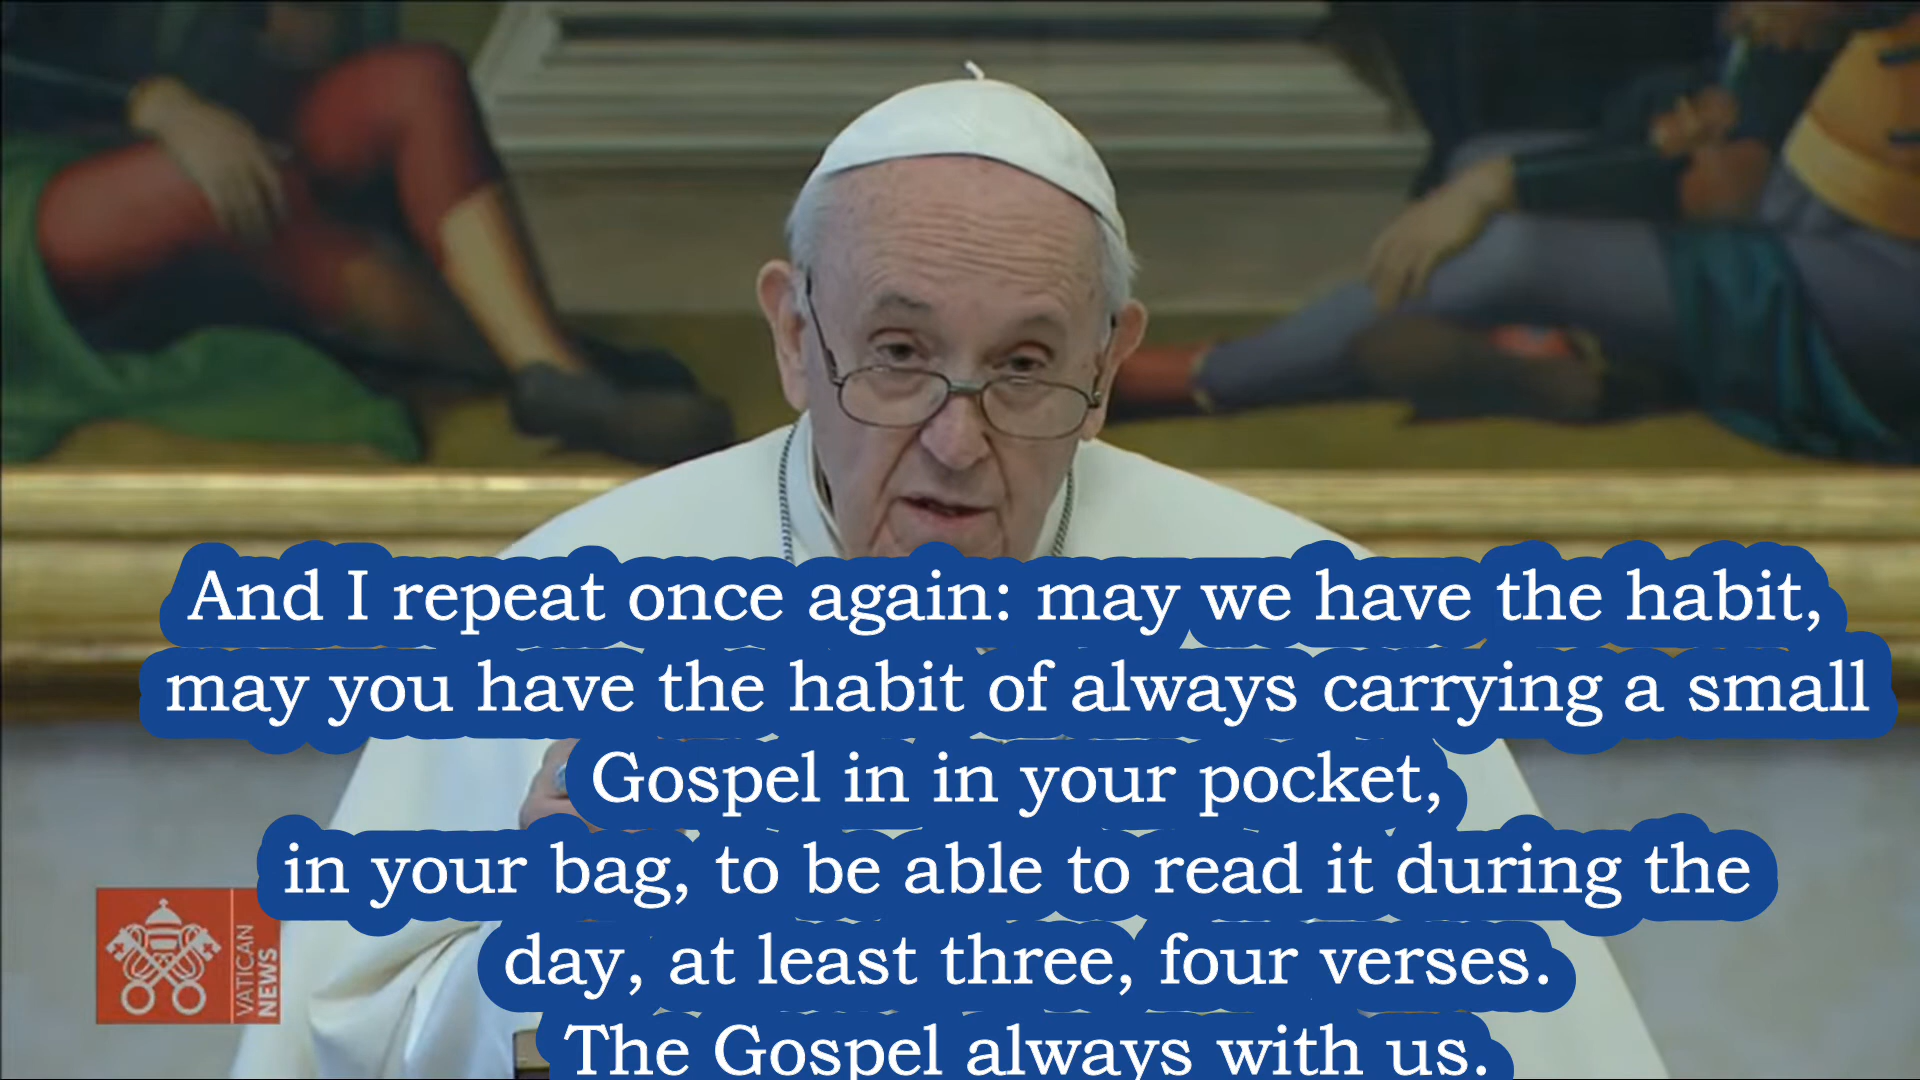 And I repeat once again: may we have the habit,
may you have the habit of always carrying a small
Gospel in in your pocket,
in your bag, to be able to read it during the
day, at least three, four verses.
The Gospel always with us.
VATICAN
NEWS